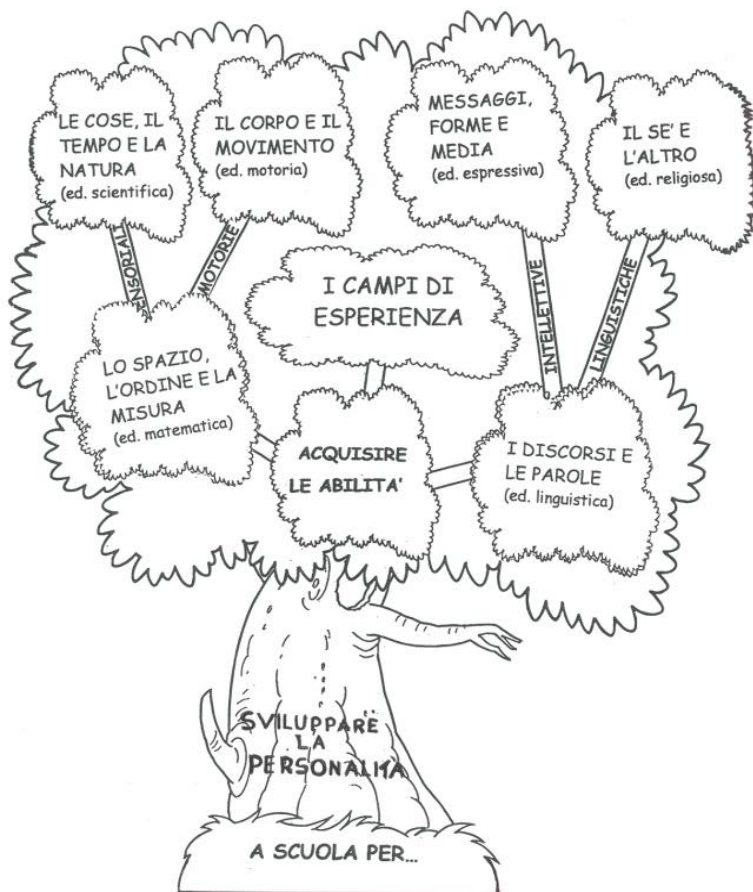 LE COSE, IL
TEMPO E LA
NATURA
(ed. scientifica)
IL CORPO E IL
MOVIMENTO
(ed. motoria)
MESSAGGI,
FORME E
MEDIA
(ed. espressiva)
IL SE' E
L'ALTRO
(ed. religiosa)
ENSORIALI
MOTORIE
INTELLETTIVE
LINGUISTICHE
I CAMPI DI
ESPERIENZA
LO SPAZIO,
L'ORDINE E LA
MISURA
(ed. matematica)
ACQUISIRE
LE ABILITA'
I DISCORSI E
LE PAROLE
(ed. linguistica)
SVILUPPARE
LA
PERSONALITÀ
A SCUOLA PER...